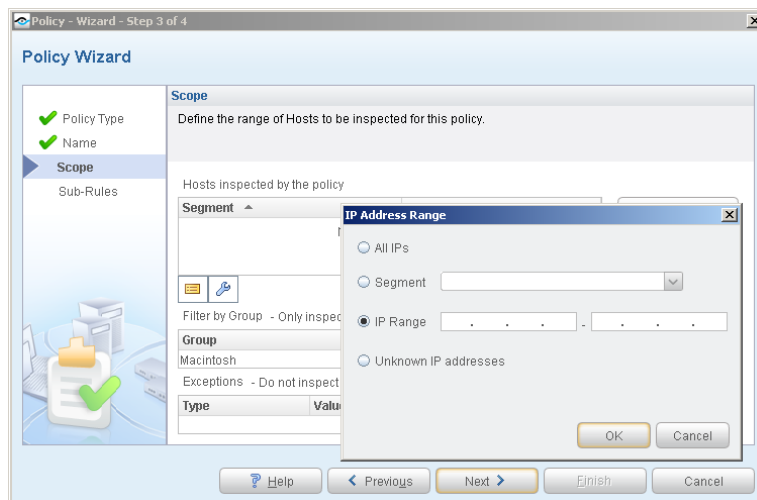 Policy - Wizard - Step 3 of 4
Policy Wizard
Policy Type
Name
Scope
Sub-Rules
Scope
Define the range of Hosts to be inspected for this policy.
Hosts inspected by the policy
Segment
Filter by Group - Only inspec
Group
Macintosh
Exceptions - Do not inspect
Type Valu
IP Address Range
All IPs
Segment
IP Range . . . - . . .
Unknown IP addresses
OK Cancel
Help Previous Next Finish Cancel